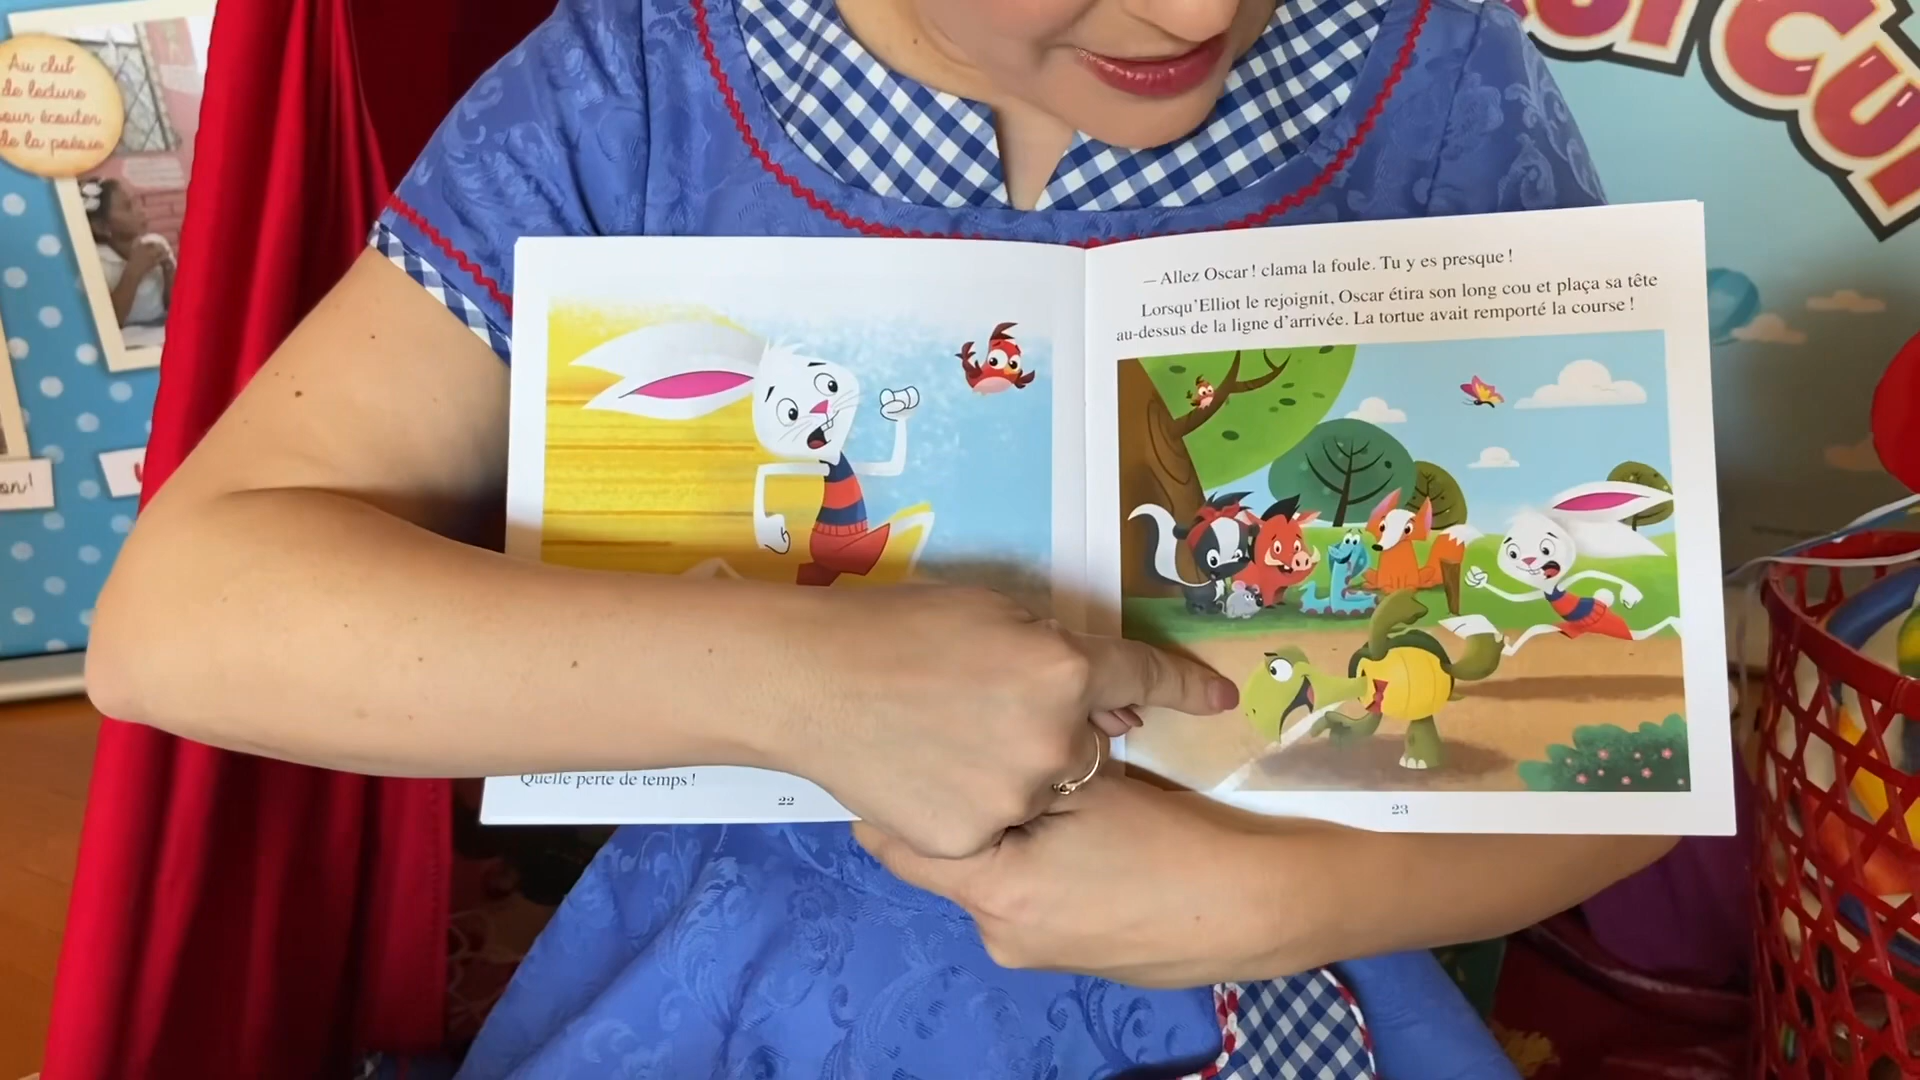 Au club
de lecture
pour écouter
de la poésie
— Allez Oscar ! clama la foule. Tu y es presque !
Lorsqu'Elliot le rejoignit, Oscar étira son long cou et plaça sa tête
au-dessus de la ligne d'arrivée. La tortue avait remporté la course !
Quelle perte de temps !
22
23